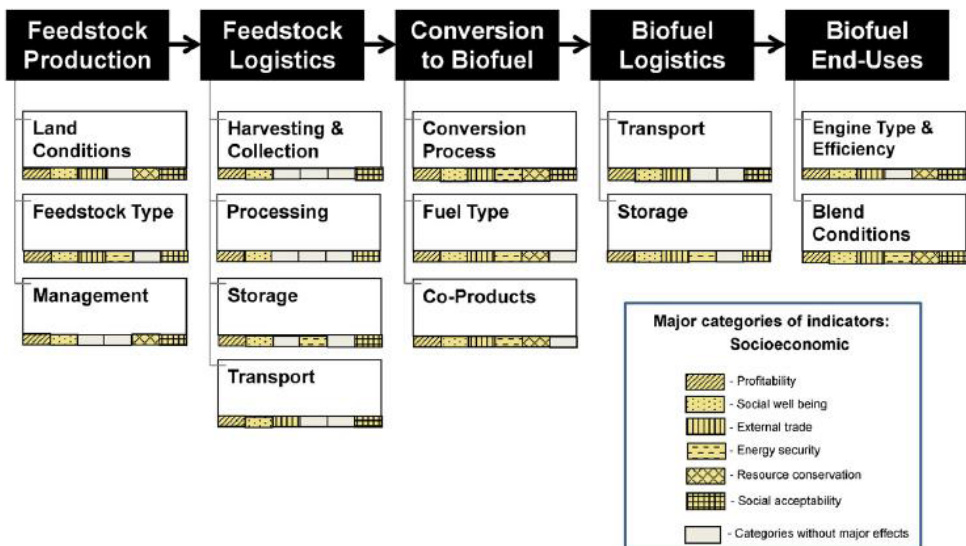 Feedstock
Production
Feedstock
Logistics
Conversion
to Biofuel
Biofuel
Logistics
Biofuel
End-Uses
Land
Conditions
Feedstock Type
Management
Harvesting &
Collection
Processing
Storage
Transport
Conversion
Process
Fuel Type
Co-Products
Transport
Storage
Engine Type &
Efficiency
Blend
Conditions
Major categories of indicators:
Socioeconomic
- Profitability
- Social well being
- External trade
- Energy security
- Resource conservation
- Social acceptability
- Categories without major effects